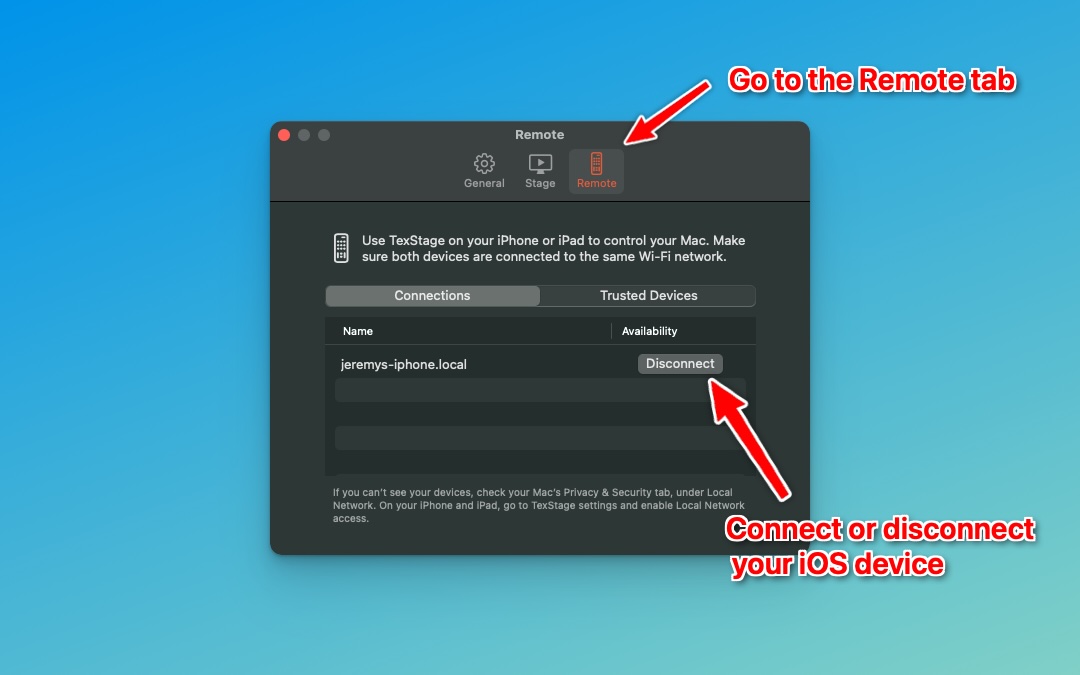 Go to the Remote tab
Remote
General Stage Remote
Use TexStage on your iPhone or iPad to control your Mac. Make
sure both devices are connected to the same Wi-Fi network.
Connections Trusted Devices
Name Availability
jeremys-iphone.local Disconnect
If you can't see your devices, check your Mac's Privacy & Security tab, under Local
Network. On your iPhone and iPad, go to TexStage settings and enable Local Network
access.
Connect or disconnect
your iOS device